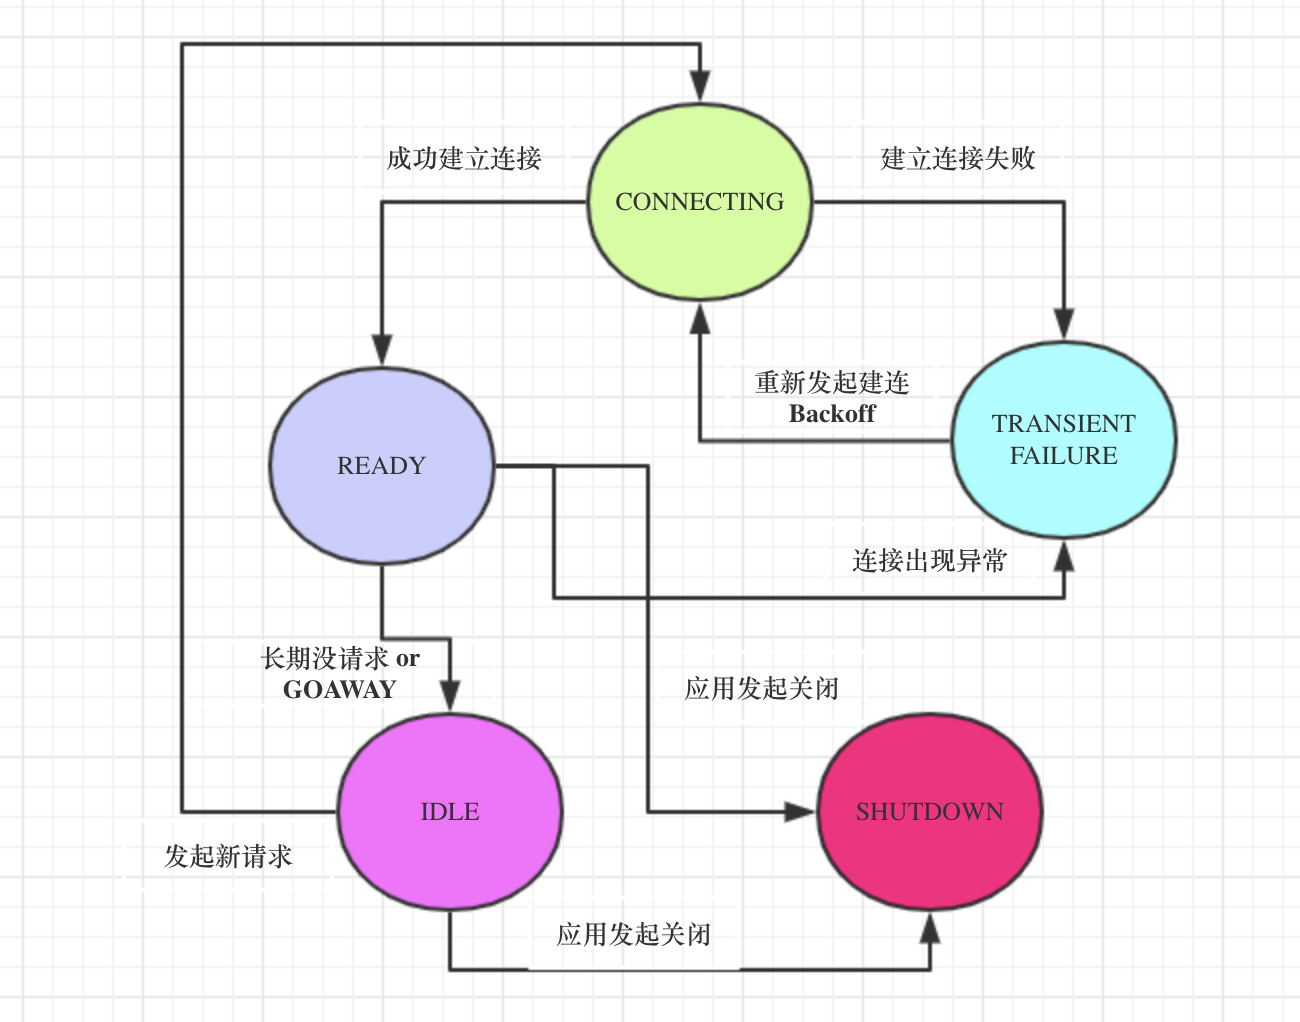 成功建立连接
建立连接失败
CONNECTING
重新发起建连
Backoff
TRANSIENT
FAILURE
READY
连接出现异常
长期没请求 or
GOAWAY
应用发起关闭
IDLE
SHUTDOWN
发起新请求
应用发起关闭